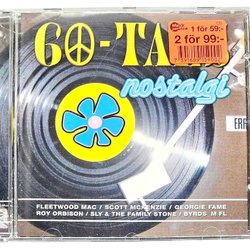 60-TA
1 för 59:-
2 för 99:-
nostalgi
FLEETWOOD MAC / SCOTT MCKENZIE / GEORGIE FAME
ROY ORBISON / SLY & THE FAMILY STONE / BYRDS M FL